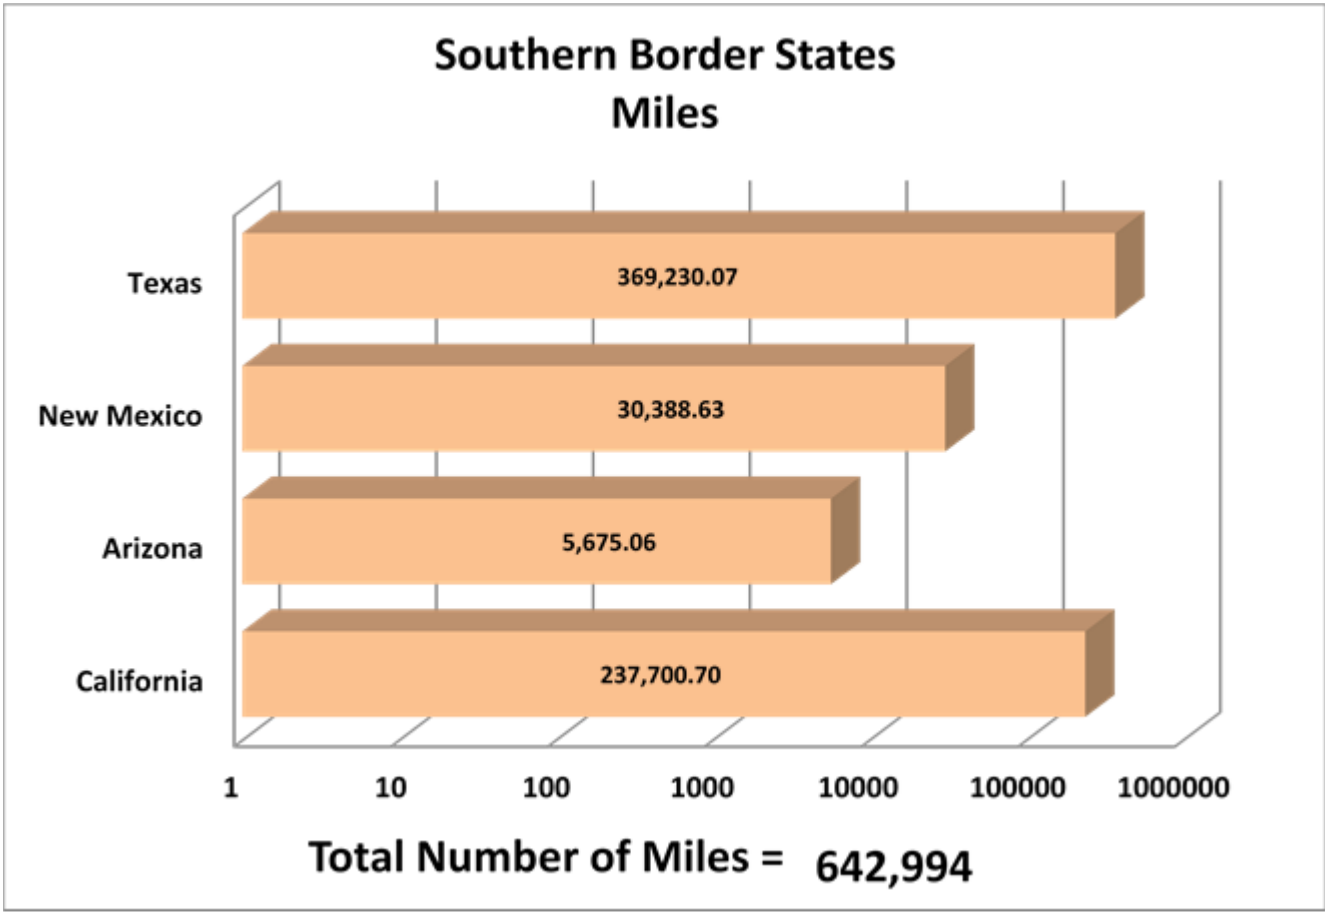 Southern Border States
Miles
Texas
369,230.07
New Mexico
30,388.63
Arizona
5,675.06
California
237,700.70
1 10 100 1000 10000 100000 1000000
Total Number of Miles = 642,994